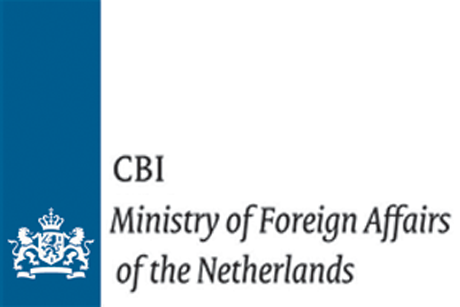 CBI
Ministry of Foreign Affairs
of the Netherlands